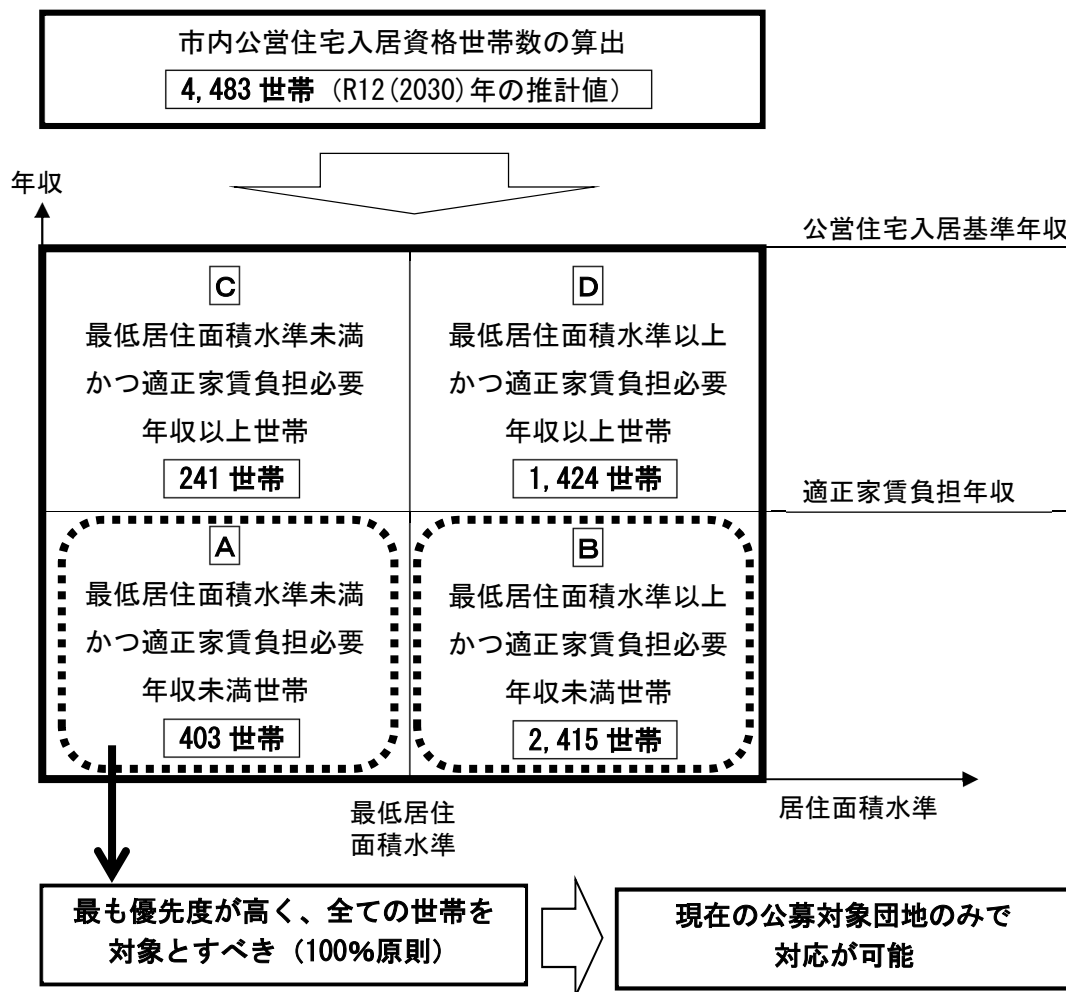 市内公営住宅入居資格世帯数の算出
4,483 世帯（R12(2030)年の推計値）
年収
公営住宅入居基準年収
C
最低居住面積水準未満
かつ適正家賃負担必要
年収以上世帯
241 世帯
D
最低居住面積水準以上
かつ適正家賃負担必要
年収以上世帯
1,424 世帯
適正家賃負担年収
A
最低居住面積水準未満
かつ適正家賃負担必要
年収未満世帯
403 世帯
B
最低居住面積水準以上
かつ適正家賃負担必要
年収未満世帯
2,415 世帯
最低居住
面積水準
居住面積水準
最も優先度が高く、全ての世帯を
対象とすべき（100%原則）
現在の公募対象団地のみで
対応が可能